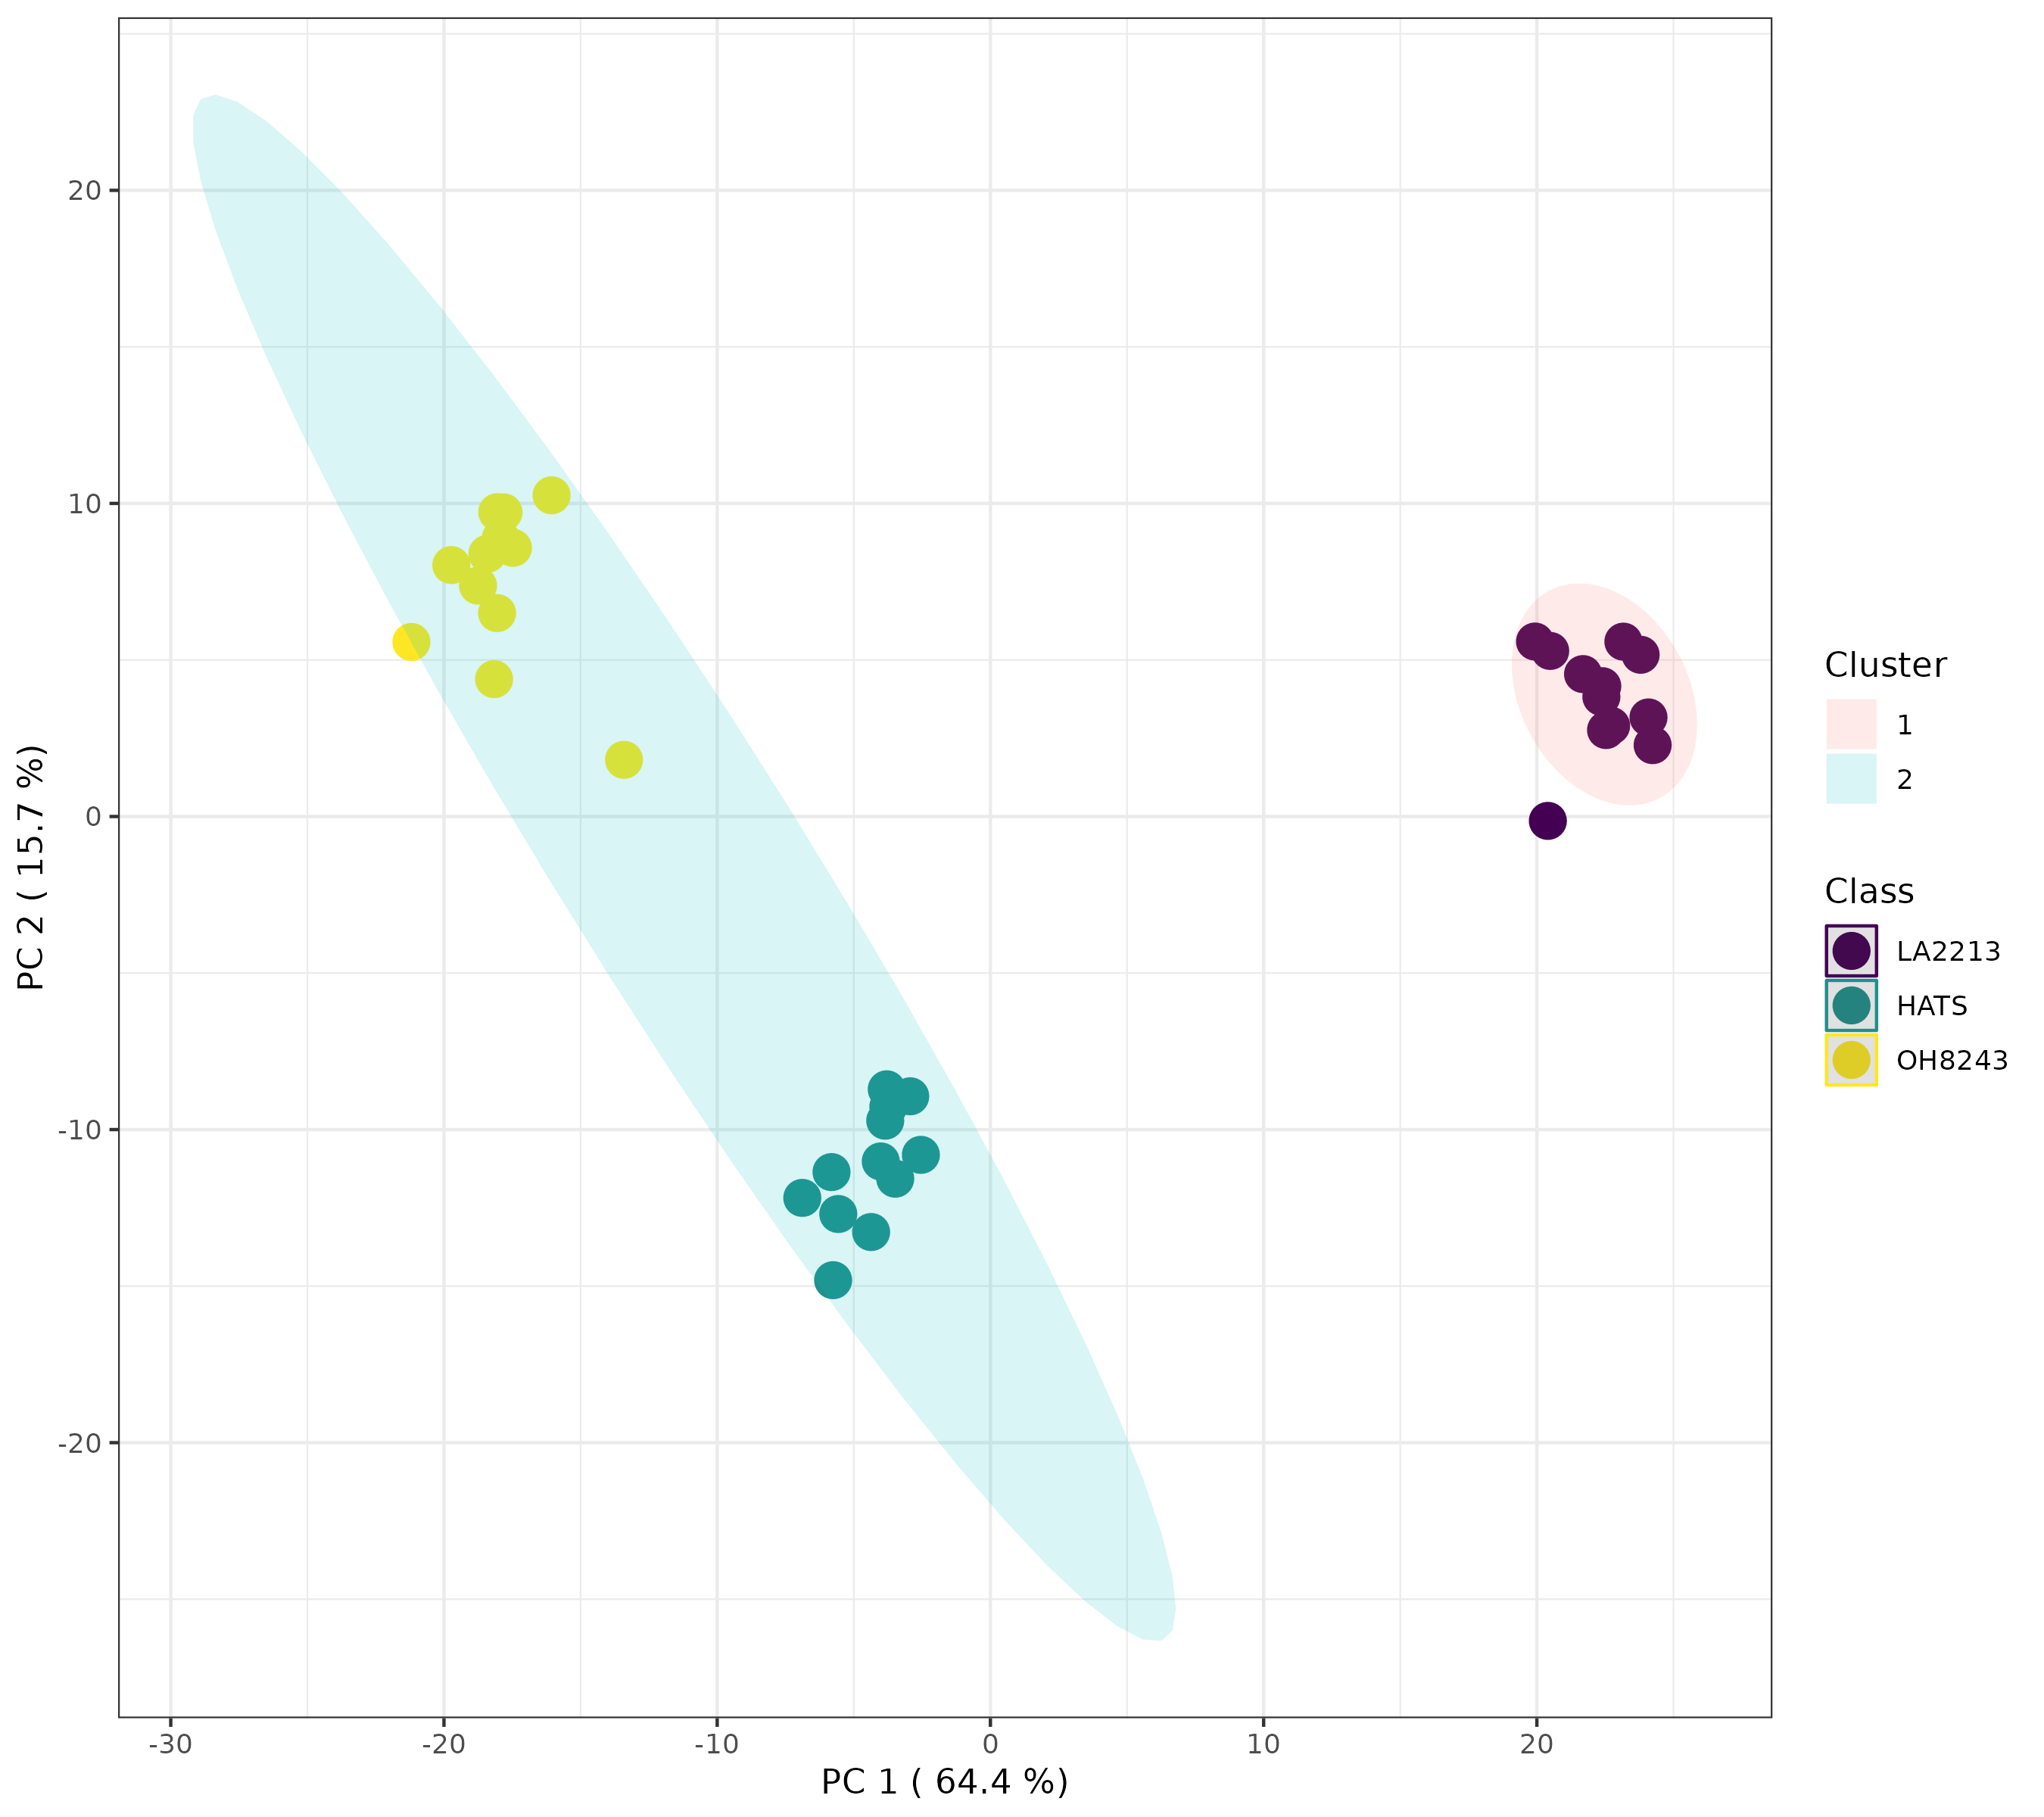 20
10
0
-10
-20
PC 2 ( 15.7 %)
-30 -20 -10 0 10 20
PC 1 ( 64.4 %)
Cluster
1
2
Class
LA2213
HATS
OH8243